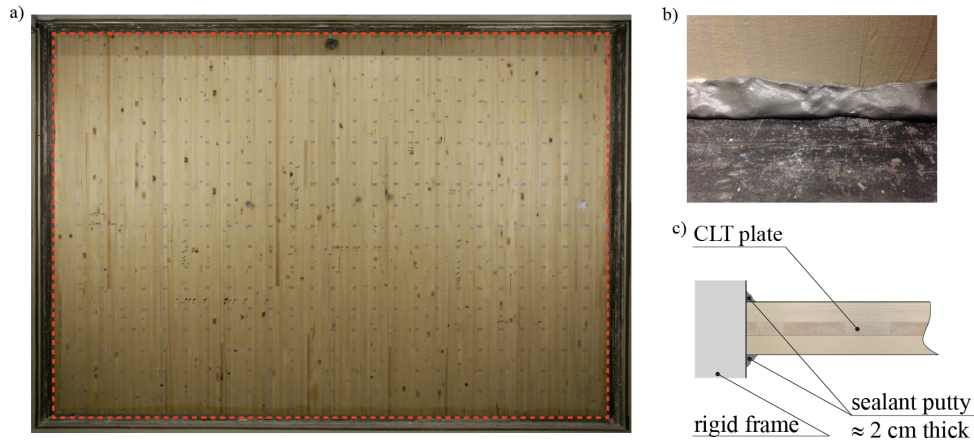 a)
b)
c) CLT plate
sealant putty
rigid frame
≈ 2 cm thick